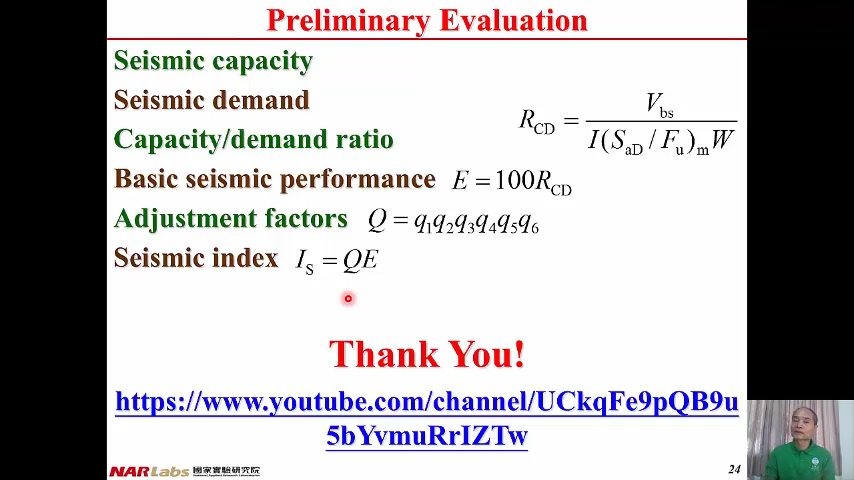 Preliminary Evaluation
Seismic capacity
Seismic demand
Capacity/demand ratio
R_CD = V_bs / I(S_aD / F_u)_m W
Basic seismic performance E = 100R_CD
Adjustment factors Q = q₁q₂q₃q₄q₅q₆
Seismic index I_S = QE
Thank You!
https://www.youtube.com/channel/UCkqFe9pQB9u
5bYvmuRrIZTw
NARLabs 國家實驗研究院
24